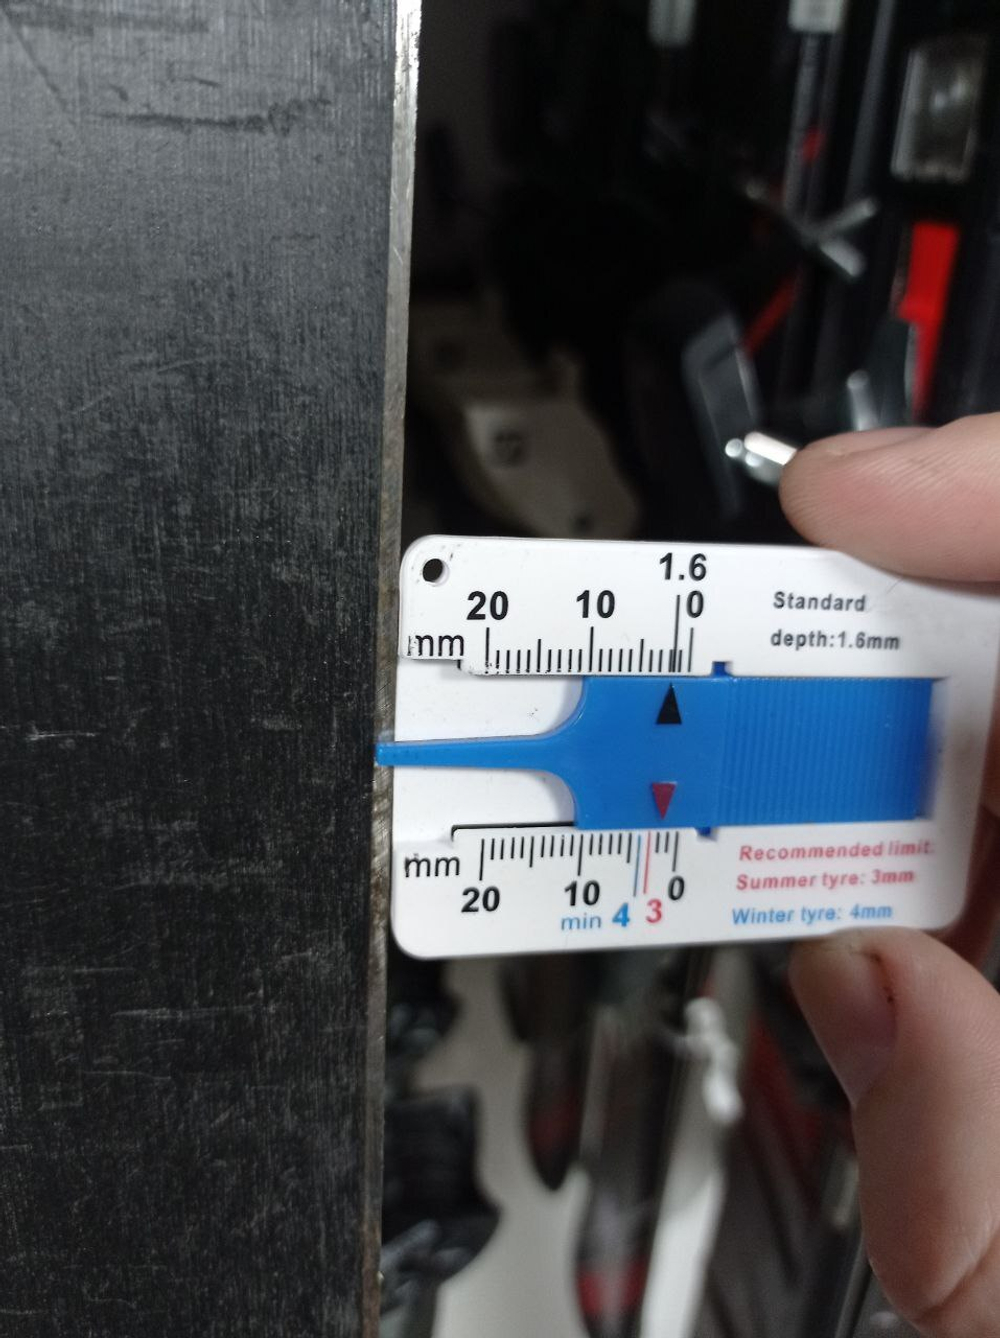 1.6
20 10 0
mm
Standard
depth:1.6mm
mm
20 10 0
min 4 3
Recommended limit:
Summer tyre: 3mm
Winter tyre: 4mm